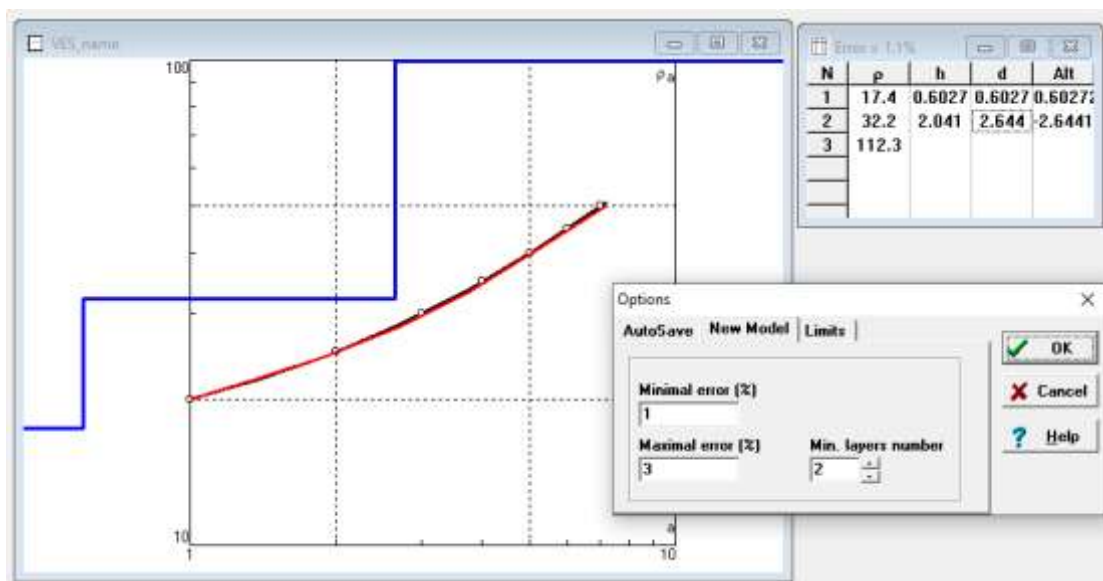 VES_name
100
ρa
10
1
a
10
Error = 1.1%
N ρ h d Alt
1 17.4 0.6027 0.6027 0.60272
2 32.2 2.041 2.644 -2.6441
3 112.3
Options
AutoSave New Model Limits
Minimal error (%)
1
Maximal error (%)
3
Min. layers number
2
OK
Cancel
Help